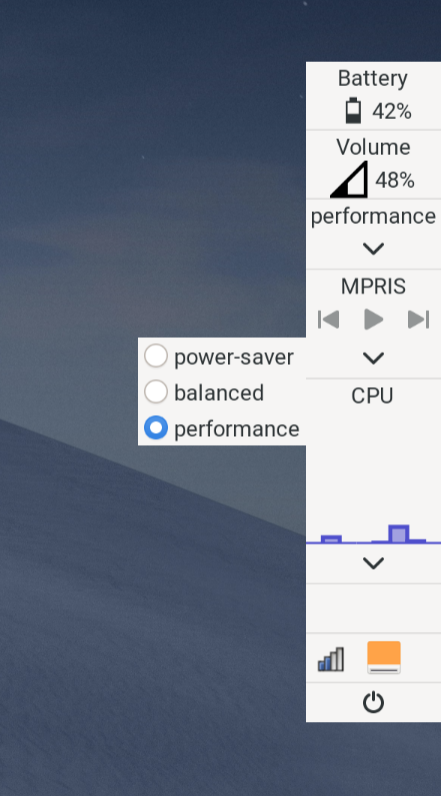 Battery
42%
Volume
48%
performance
MPRIS
power-saver
balanced
performance
CPU